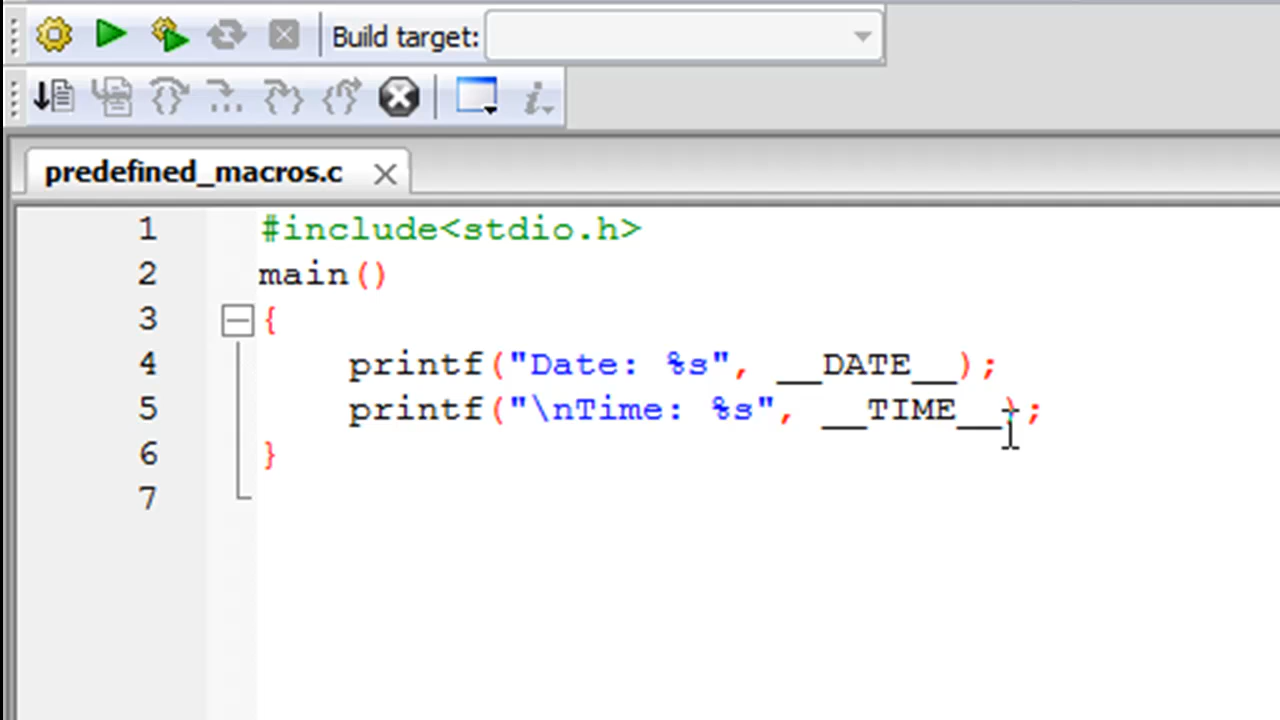 Build target:
predefined_macros.c
1 #include<stdio.h>
2 main()
3 {
4 printf("Date: %s", __DATE__);
5 printf("\nTime: %s", __TIME__);
6 }
7